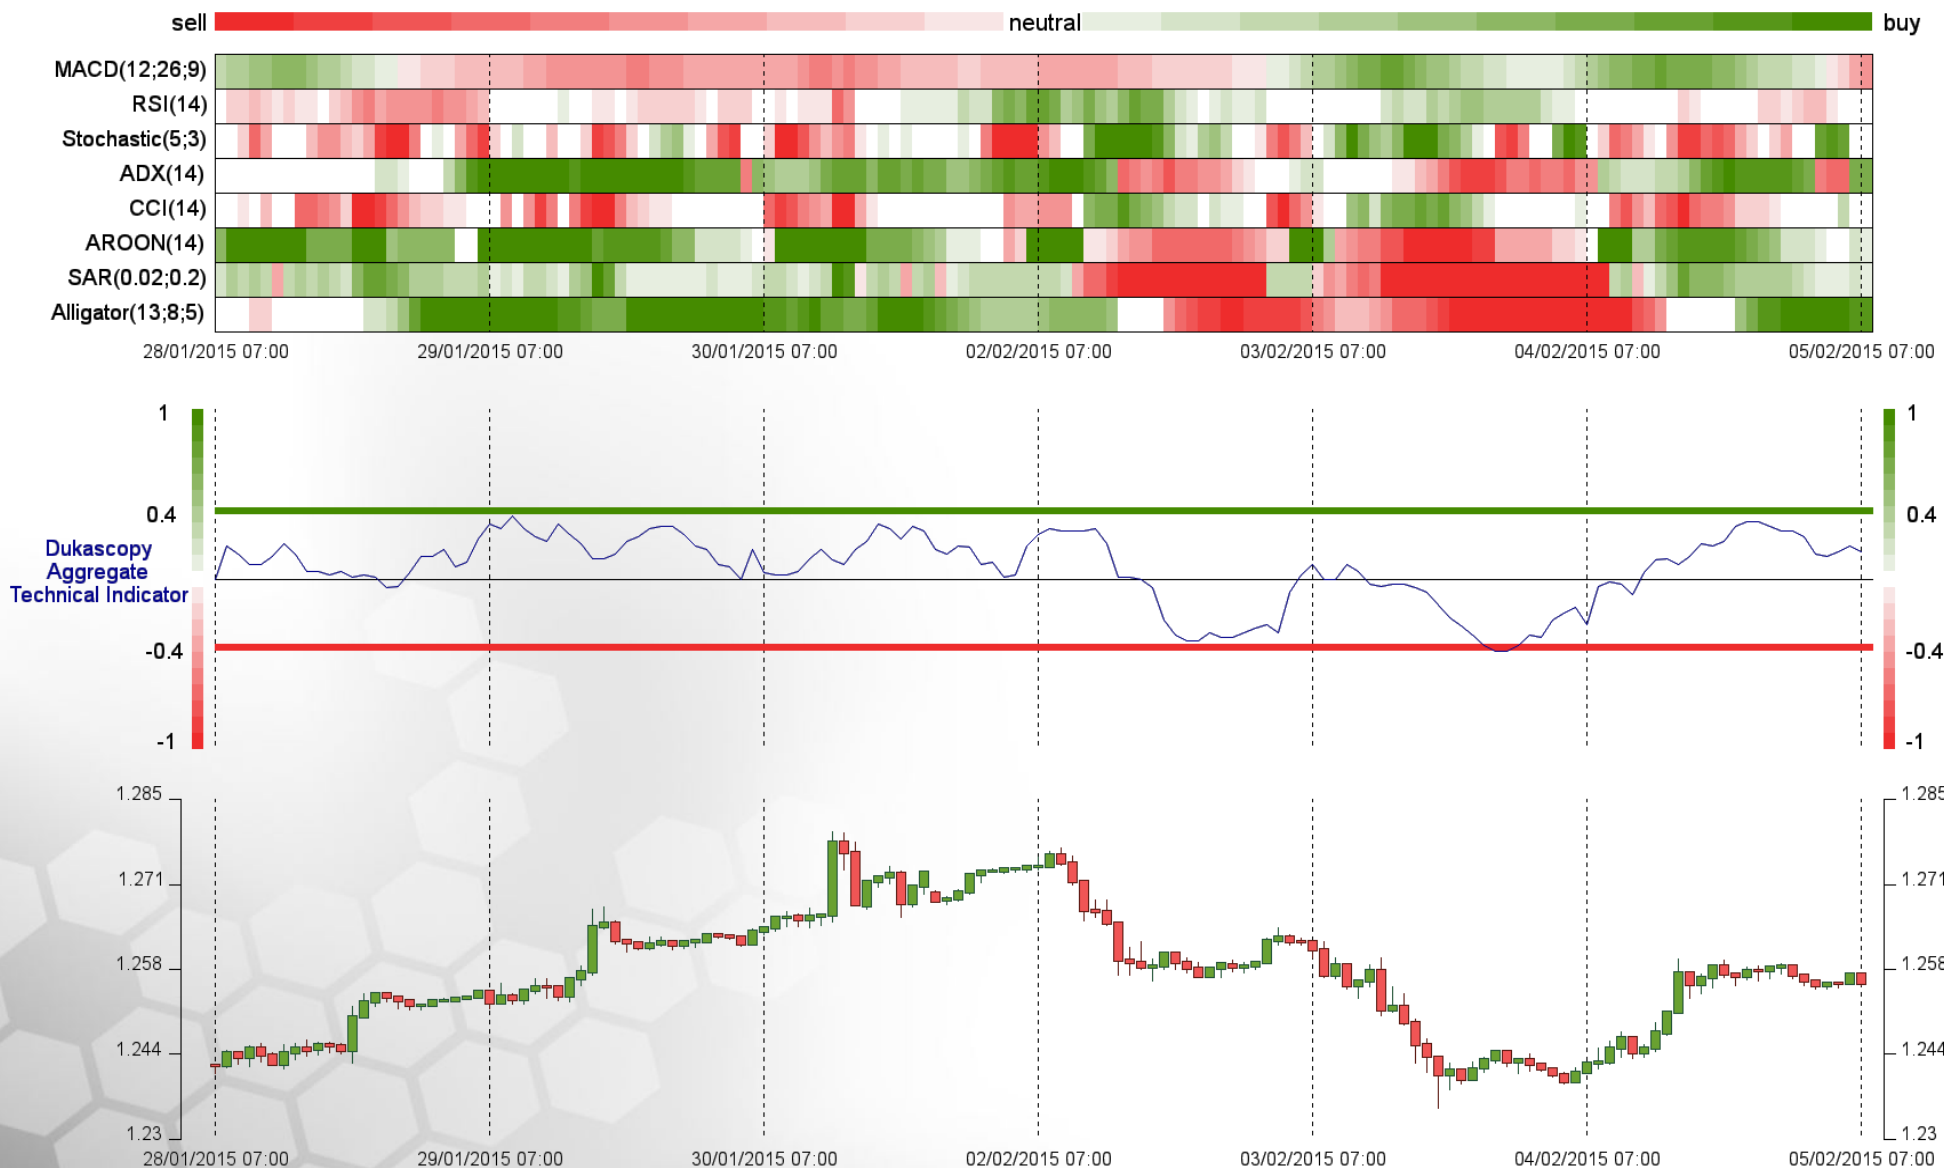 sell neutral buy
MACD(12;26;9)
RSI(14)
Stochastic(5;3)
ADX(14)
CCI(14)
AROON(14)
SAR(0.02;0.2)
Alligator(13;8;5)
28/01/2015 07:00 29/01/2015 07:00 30/01/2015 07:00 02/02/2015 07:00 03/02/2015 07:00 04/02/2015 07:00 05/02/2015 07:00
1 1
0.4 0.4
Dukascopy
Aggregate
Technical Indicator
-0.4 -0.4
-1 -1
1.285 1.285
1.271 1.271
1.258 1.258
1.244 1.244
1.23 1.23
28/01/2015 07:00 29/01/2015 07:00 30/01/2015 07:00 02/02/2015 07:00 03/02/2015 07:00 04/02/2015 07:00 05/02/2015 07:00